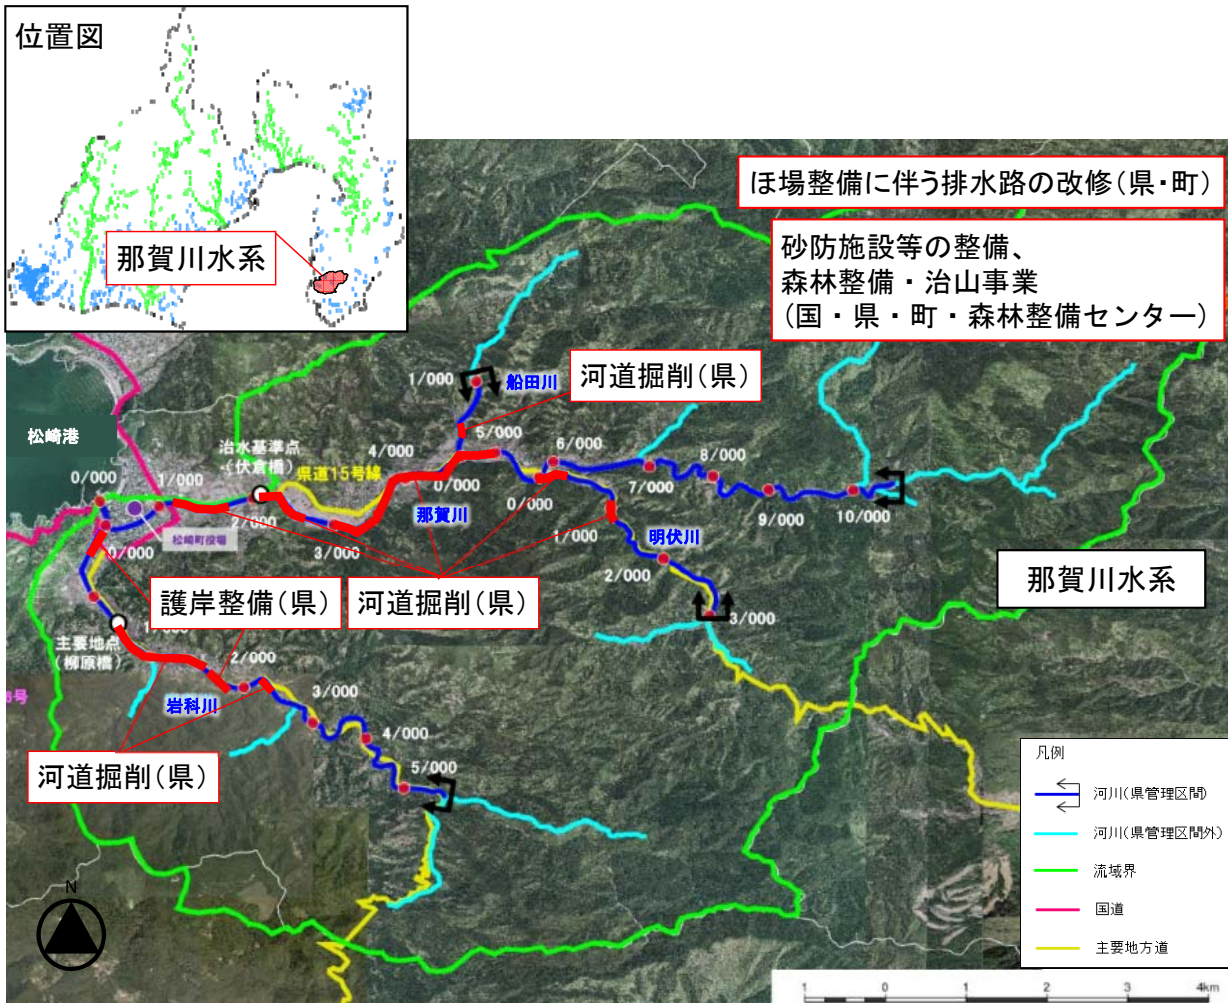 位置図
那賀川水系
ほ場整備に伴う排水路の改修(県・町)
砂防施設等の整備、
森林整備・治山事業
(国・県・町・森林整備センター)
河道掘削(県)
船田川
1/000
松崎港
治水基準点
(伏倉橋)
県道15号線
4/000
5/000
6/000
8/000
0/000
1/000
2/000
0/000
0/000
7/000
9/000
10/000
那賀川
3/000
1/000
明伏川
松崎町役場
0/000
2/000
護岸整備(県)
河道掘削(県)
那賀川水系
3/000
主要地点
(柳原橋)
2/000
岩科川
3/000
4/000
5/000
河道掘削(県)
号
N
凡例
河川(県管理区間)
河川(県管理区間外)
流域界
国道
主要地方道
1 0 1 2 3 4km